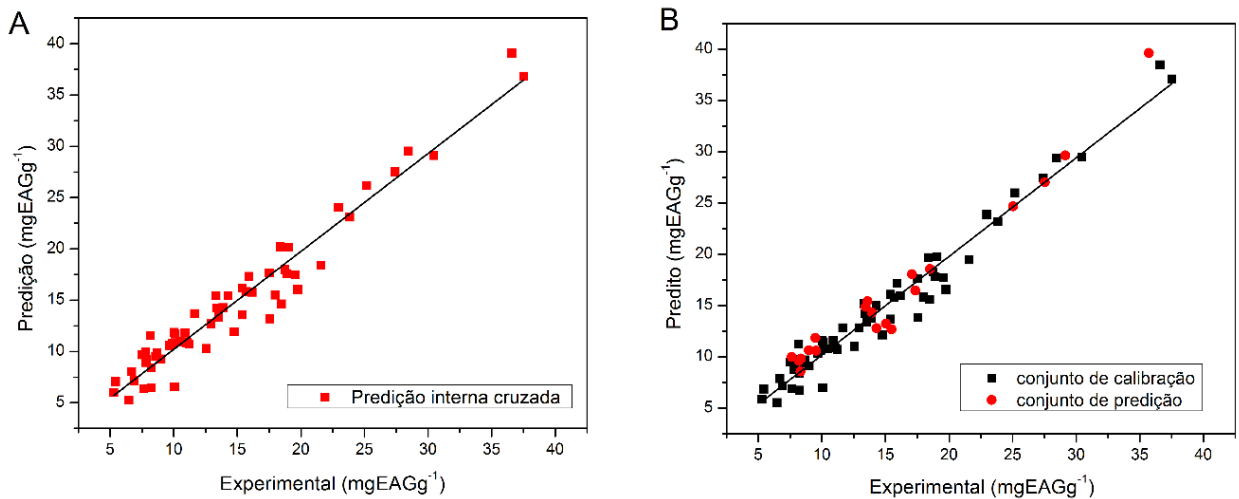 A
Predição (mgEAGg⁻¹)
40
35
30
25
20
15
10
5
Predição interna cruzada
5 10 15 20 25 30 35 40
Experimental (mgEAGg⁻¹)
B
Predito (mgEAGg⁻¹)
40
35
30
25
20
15
10
5
conjunto de calibração
conjunto de predição
5 10 15 20 25 30 35 40
Experimental (mgEAGg⁻¹)